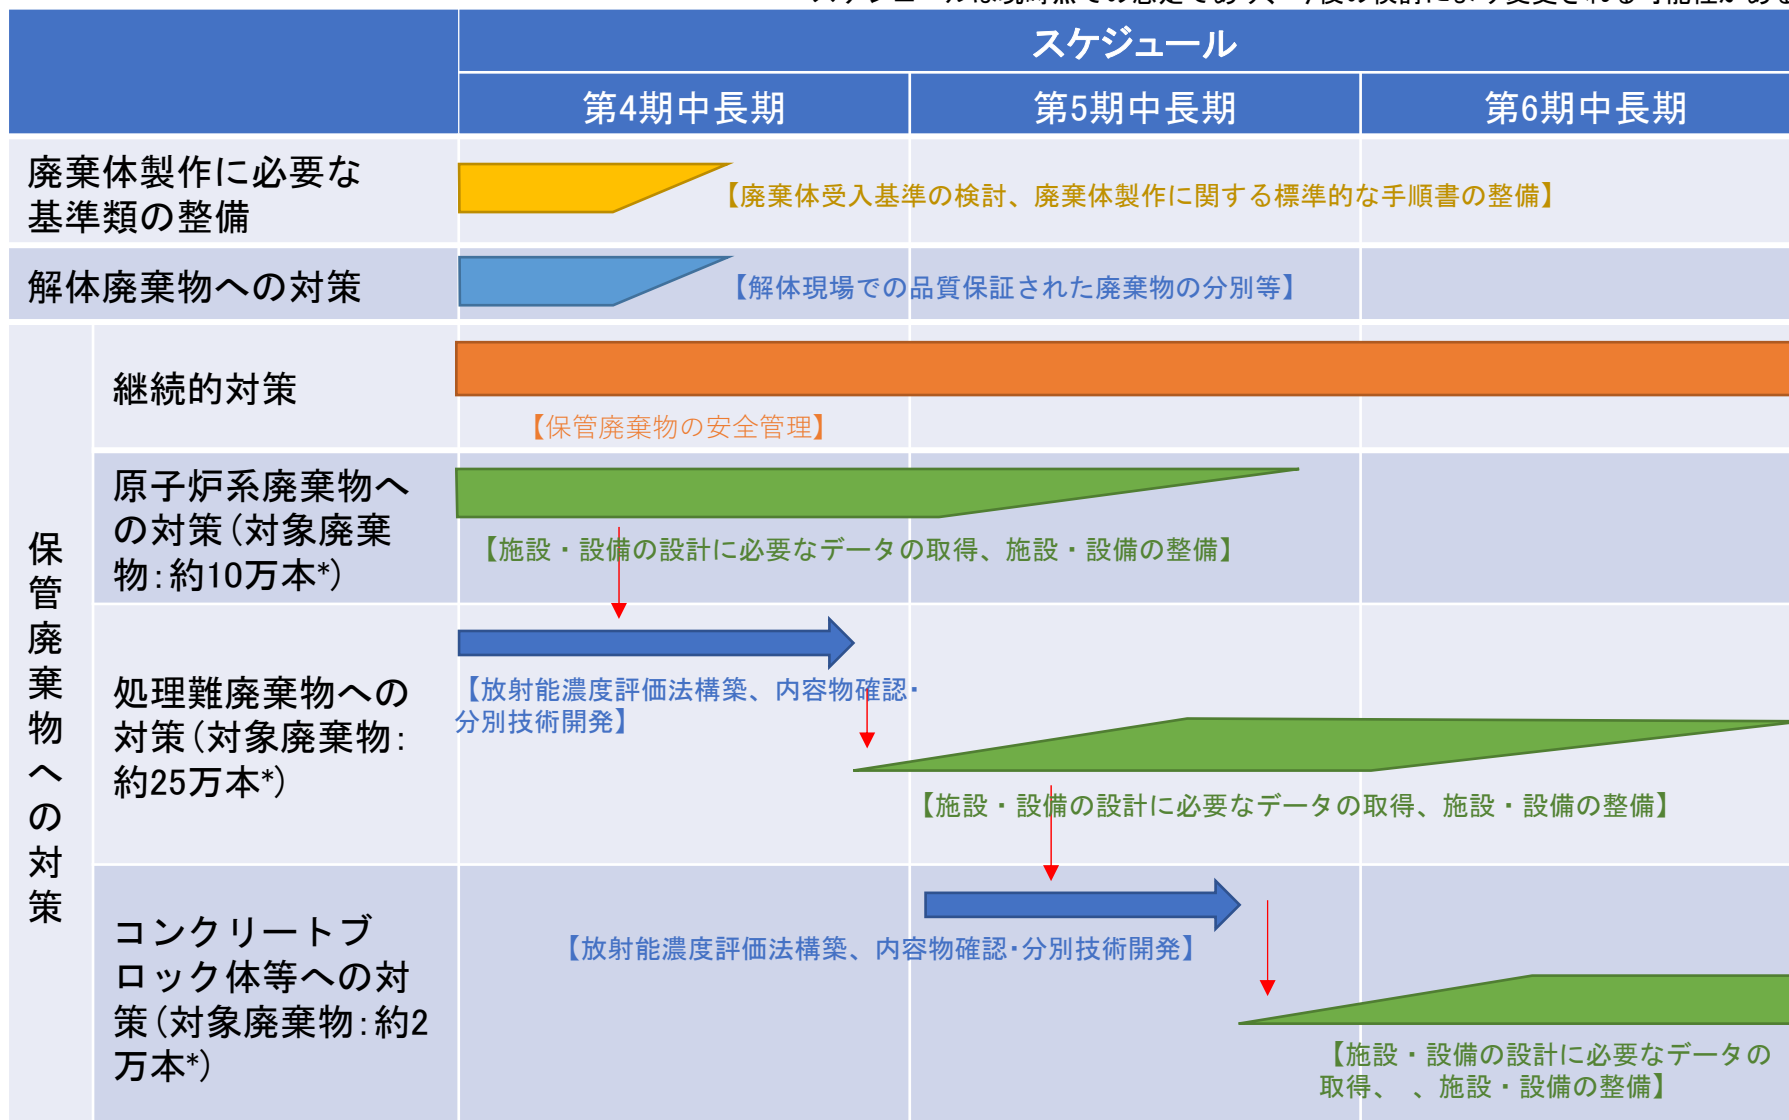 スケジュール
第4期中長期
第5期中長期
第6期中長期
廃棄体製作に必要な
基準類の整備
【廃棄体受入基準の検討、廃棄体製作に関する標準的な手順書の整備】
解体廃棄物への対策
【解体現場での品質保証された廃棄物の分別等】
保管廃棄物への対策
継続的対策
【保管廃棄物の安全管理】
原子炉系廃棄物へ
の対策(対象廃棄
物:約10万本*)
【施設・設備の設計に必要なデータの取得、施設・設備の整備】
処理難廃棄物への
対策(対象廃棄物:
約25万本*)
【放射能濃度評価法構築、内容物確認・
分別技術開発】
【施設・設備の設計に必要なデータの取得、施設・設備の整備】
コンクリートブ
ロック体等への対
策(対象廃棄物:約2
万本*)
【放射能濃度評価法構築、内容物確認・分別技術開発】
【施設・設備の設計に必要なデータの
取得、 、施設・設備の整備】